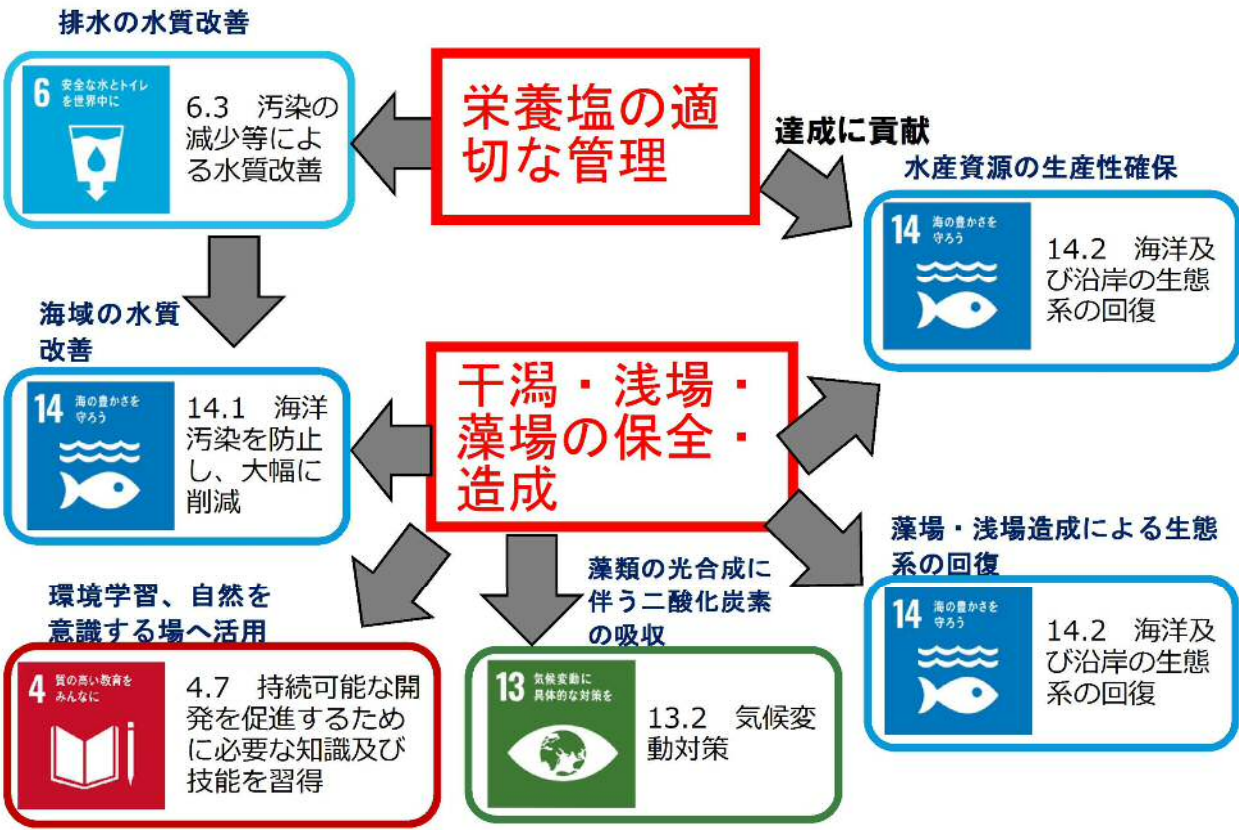 排水の水質改善
6 安全な水とトイレ
を世界中に
6.3 汚染の
減少等によ
る水質改善
栄養塩の適
切な管理
達成に貢献
水産資源の生産性確保
14 海の豊かさを
守ろう
14.2 海洋及
び沿岸の生態
系の回復
海域の水質
改善
14 海の豊かさを
守ろう
14.1 海洋
汚染を防止
し、大幅に
削減
干潟・浅場・
藻場の保全・
造成
藻場・浅場造成による生態
系の回復
14 海の豊かさを
守ろう
14.2 海洋及
び沿岸の生態
系の回復
環境学習、自然を
意識する場へ活用
4 質の高い教育を
みんなに
4.7 持続可能な開
発を促進するため
に必要な知識及び
技能を習得
藻類の光合成に
伴う二酸化炭素
の吸収
13 気候変動に
具体的な対策を
13.2 気候変
動対策